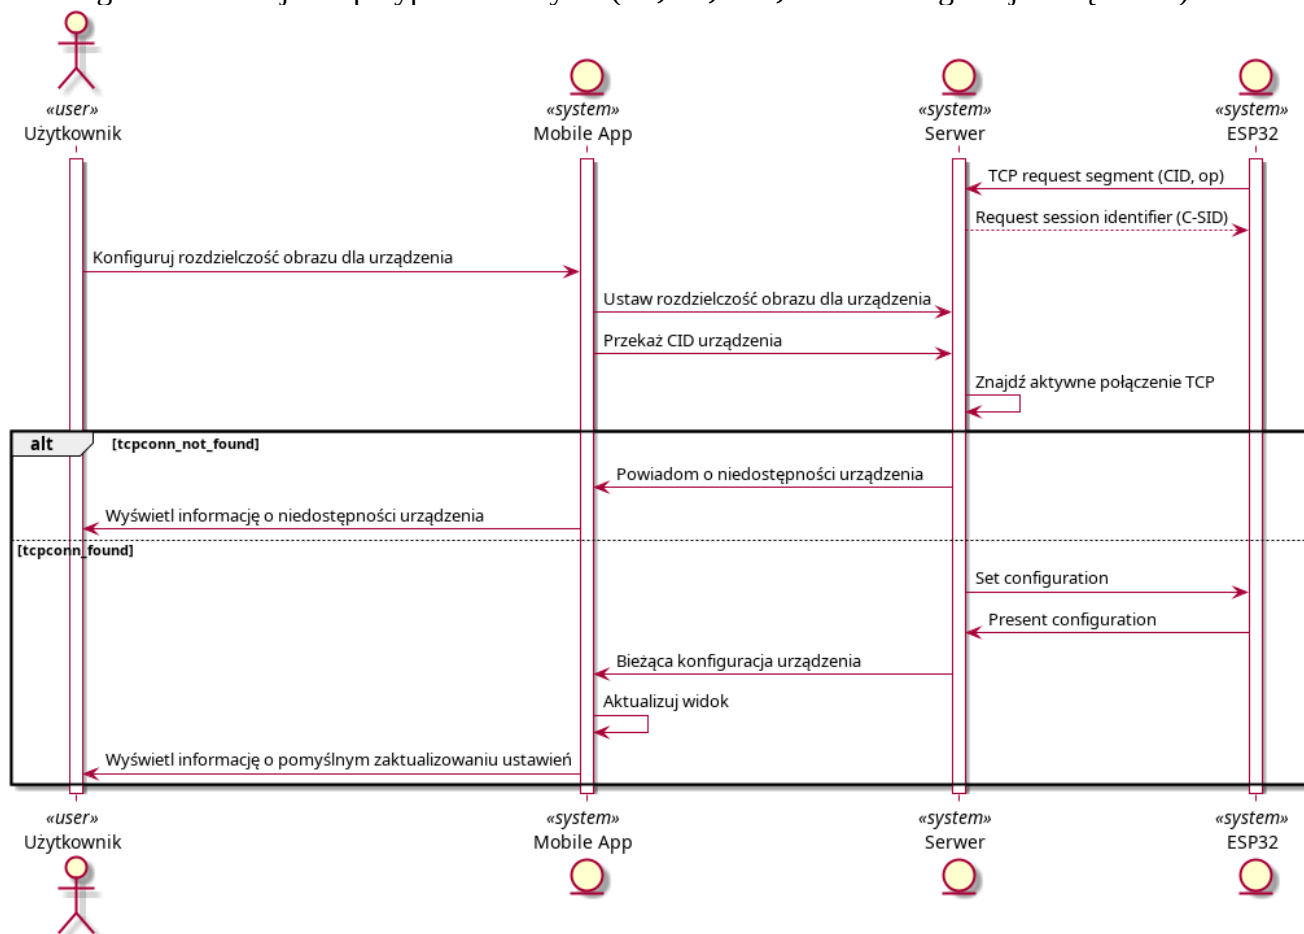 «user»
Użytkownik
«system»
Mobile App
«system»
Serwer
«system»
ESP32
TCP request segment (CID, op)
Request session identifier (C-SID)
Konfiguruj rozdzielczość obrazu dla urządzenia
Ustaw rozdzielczość obrazu dla urządzenia
Przekaż CID urządzenia
Znajdź aktywne połączenie TCP
alt [tcpconn_not_found]
Powiadom o niedostępności urządzenia
Wyświetl informację o niedostępności urządzenia
[tcpconn_found]
Set configuration
Present configuration
Bieżąca konfiguracja urządzenia
Aktualizuj widok
Wyświetl informację o pomyślnym zaktualizowaniu ustawień
«user»
Użytkownik
«system»
Mobile App
«system»
Serwer
«system»
ESP32